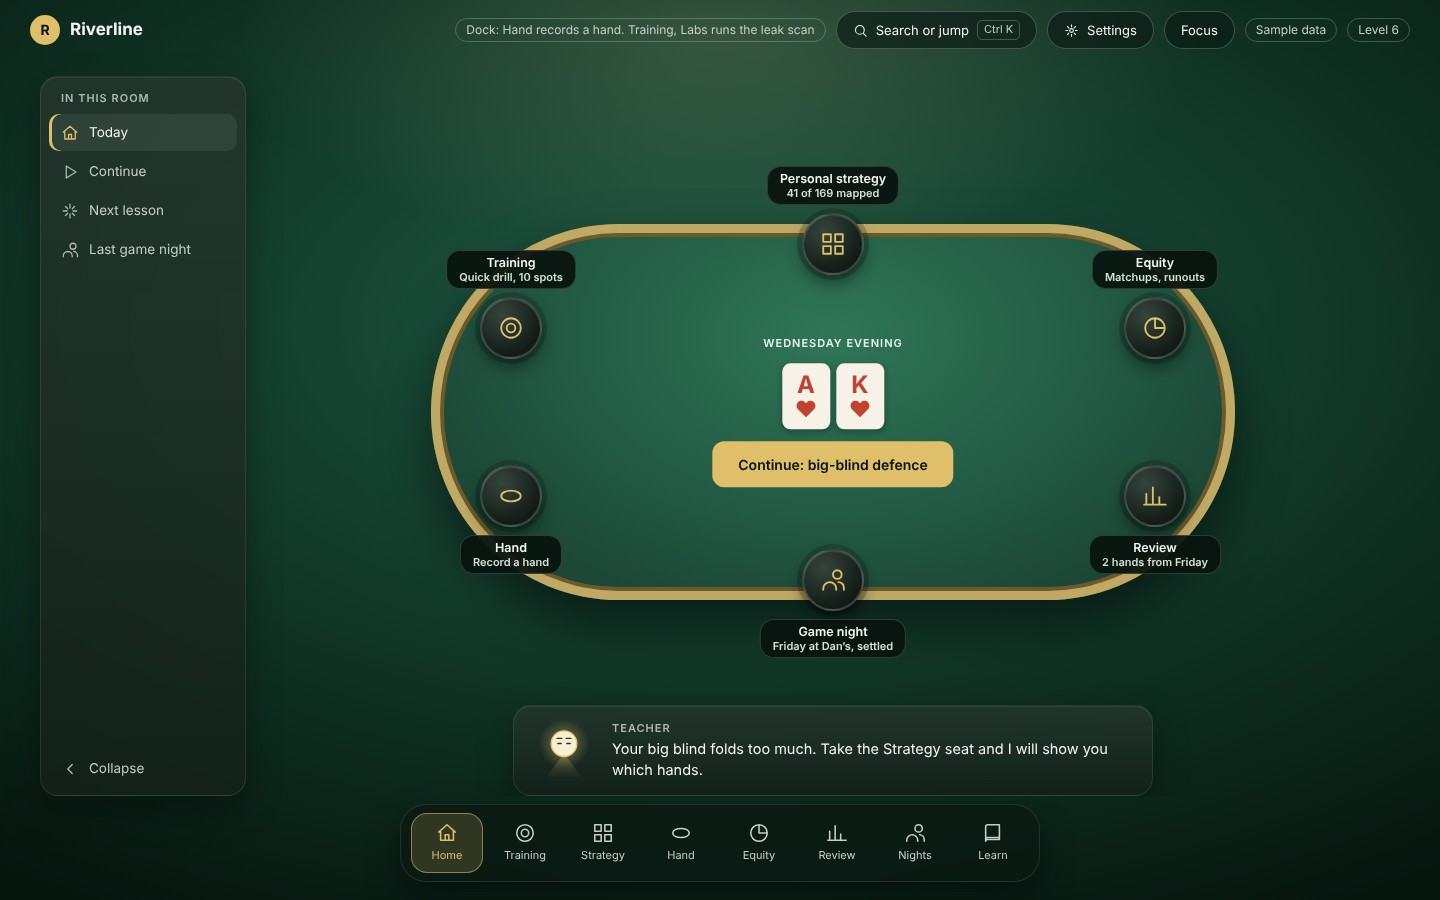 R Riverline
Dock: Hand records a hand. Training, Labs runs the leak scan
Search or jump Ctrl K
Settings
Focus
Sample data
Level 6
IN THIS ROOM
Today
Continue
Next lesson
Last game night
Collapse
Personal strategy
41 of 169 mapped
Training
Quick drill, 10 spots
Equity
Matchups, runouts
WEDNESDAY EVENING
A K
Continue: big-blind defence
Hand
Record a hand
Review
2 hands from Friday
Game night
Friday at Dan's, settled
TEACHER
Your big blind folds too much. Take the Strategy seat and I will show you
which hands.
Home
Training
Strategy
Hand
Equity
Review
Nights
Learn